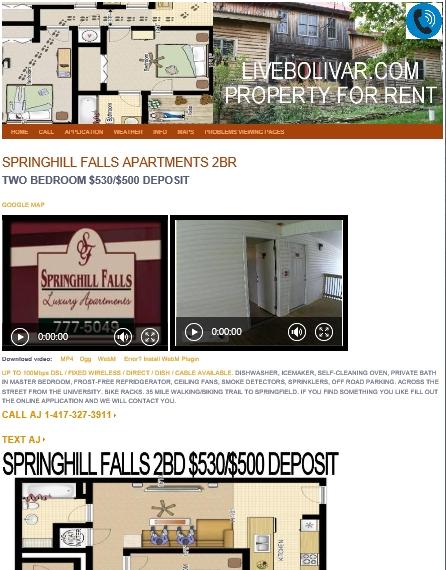 LIVEBOLIVAR.COM
PROPERTY FOR RENT
HOME CALL APPLICATION WEATHER INFO MAPS PROBLEMS VIEWING PAGES
SPRINGHILL FALLS APARTMENTS 2BR
TWO BEDROOM $530/$500 DEPOSIT
GOOGLE MAP
SF
SPRINGHILL FALLS
Luxury Apartments
777-5049
0:00:00
0:00:00
Download video: MP4 Ogg WebM Error? Install WebM Plugin
UP TO 100Mbps DSL / FIXED WIRELESS / DIRECT / DISH / CABLE AVAILABLE. DISHWASHER, ICEMAKER, SELF-CLEANING OVEN, PRIVATE BATH
IN MASTER BEDROOM, FROST-FREE REFRIDGERATOR, CEILING FANS, SMOKE DETECTORS, SPRINKLERS, OFF ROAD PARKING. ACROSS THE
STREET FROM THE UNIVERSITY. BIKE RACKS. 35 MILE WALKING/BIKING TRAIL TO SPRINGFIELD. IF YOU FIND SOMETHING YOU LIKE FILL OUT
THE ONLINE APPLICATION AND WE WILL CONTACT YOU.
CALL AJ 1-417-327-3911
TEXT AJ
SPRINGHILL FALLS 2BD $530/$500 DEPOSIT
KITCHEN